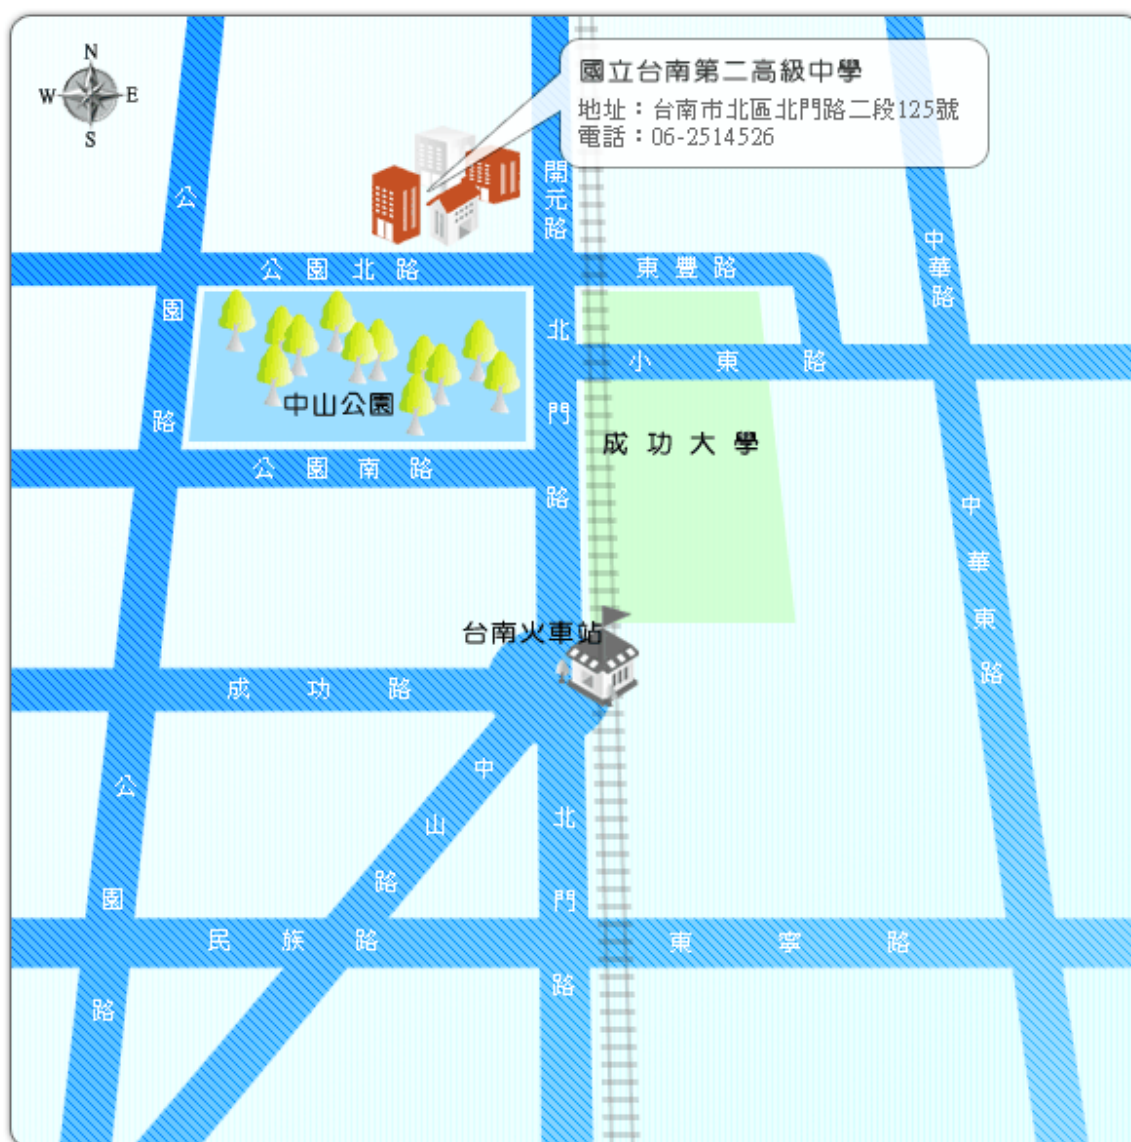 N
W E
S
國立台南第二高級中學
地址：台南市北區北門路二段125號
電話：06-2514526
公園路
開元路
中華路
公園北路
東豐路
北門路
小東路
中山公園
成功大學
公園南路
中華東路
台南火車站
成功路
中山路
公園路
北門路
民族路
東寧路